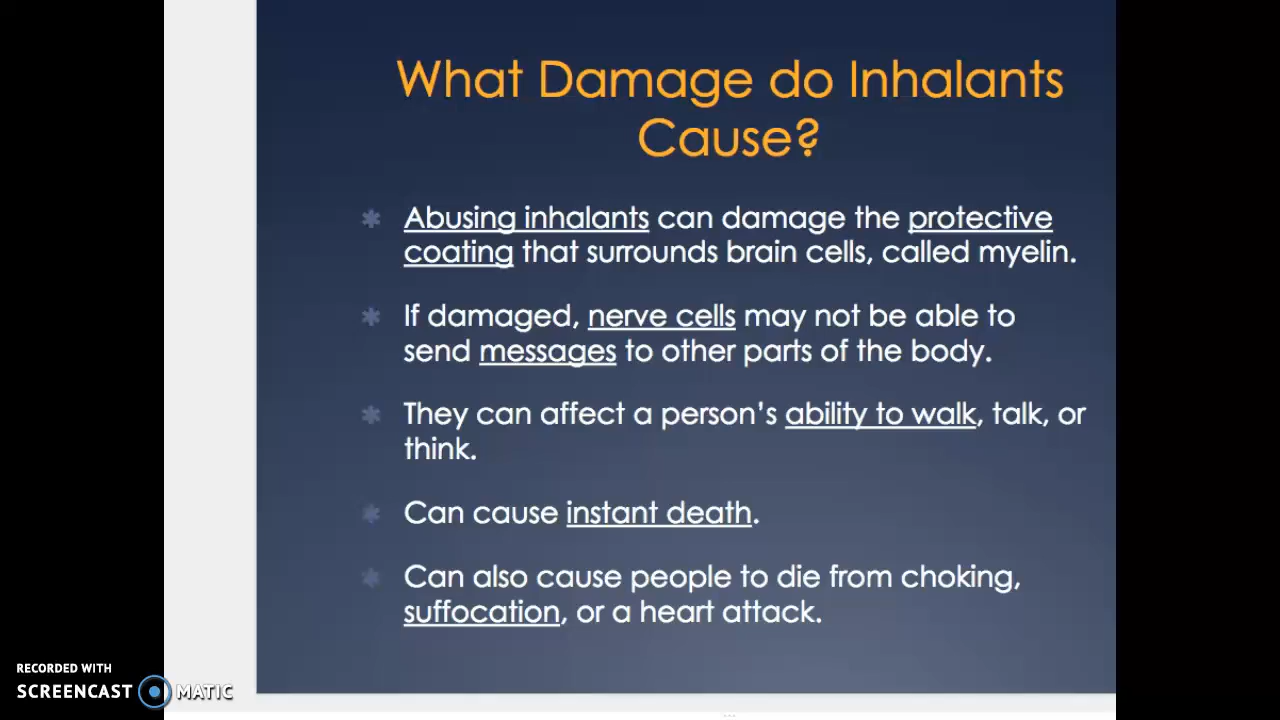 What Damage do Inhalants
Cause?
* Abusing inhalants can damage the protective
coating that surrounds brain cells, called myelin.
* If damaged, nerve cells may not be able to
send messages to other parts of the body.
* They can affect a person's ability to walk, talk, or
think.
* Can cause instant death.
* Can also cause people to die from choking,
suffocation, or a heart attack.
RECORDED WITH
SCREENCAST MATIC